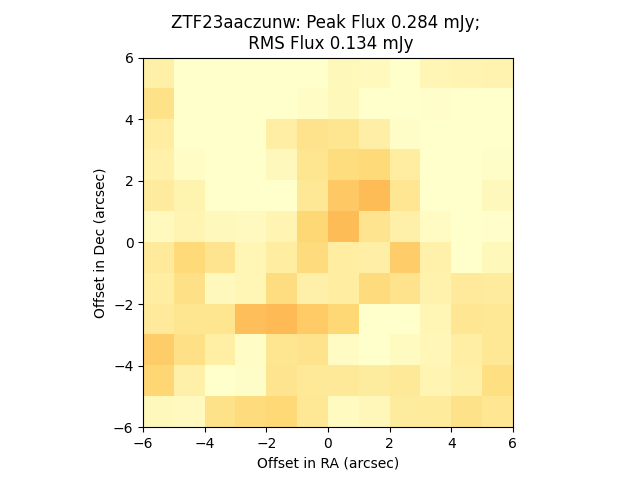 ZTF23aaczunw: Peak Flux 0.284 mJy;
RMS Flux 0.134 mJy
6
4
2
0
−2
−4
−6
Offset in Dec (arcsec)
−6 −4 −2 0 2 4 6
Offset in RA (arcsec)